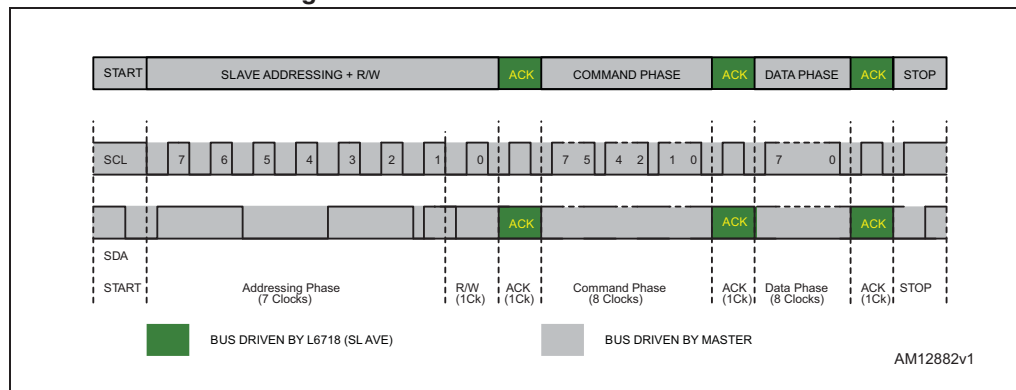 START SLAVE ADDRESSING + R/W ACK COMMAND PHASE ACK DATA PHASE ACK STOP
SCL 7 6 5 4 3 2 1 0 7 5 4 2 1 0 7 0
ACK ACK ACK
SDA
START Addressing Phase R/W ACK Command Phase ACK Data Phase ACK STOP
(7 Clocks) (1Ck) (1Ck) (8 Clocks) (1Ck) (8 Clocks) (1Ck)
BUS DRIVEN BY L6718 (SLAVE) BUS DRIVEN BY MASTER
AM12882v1